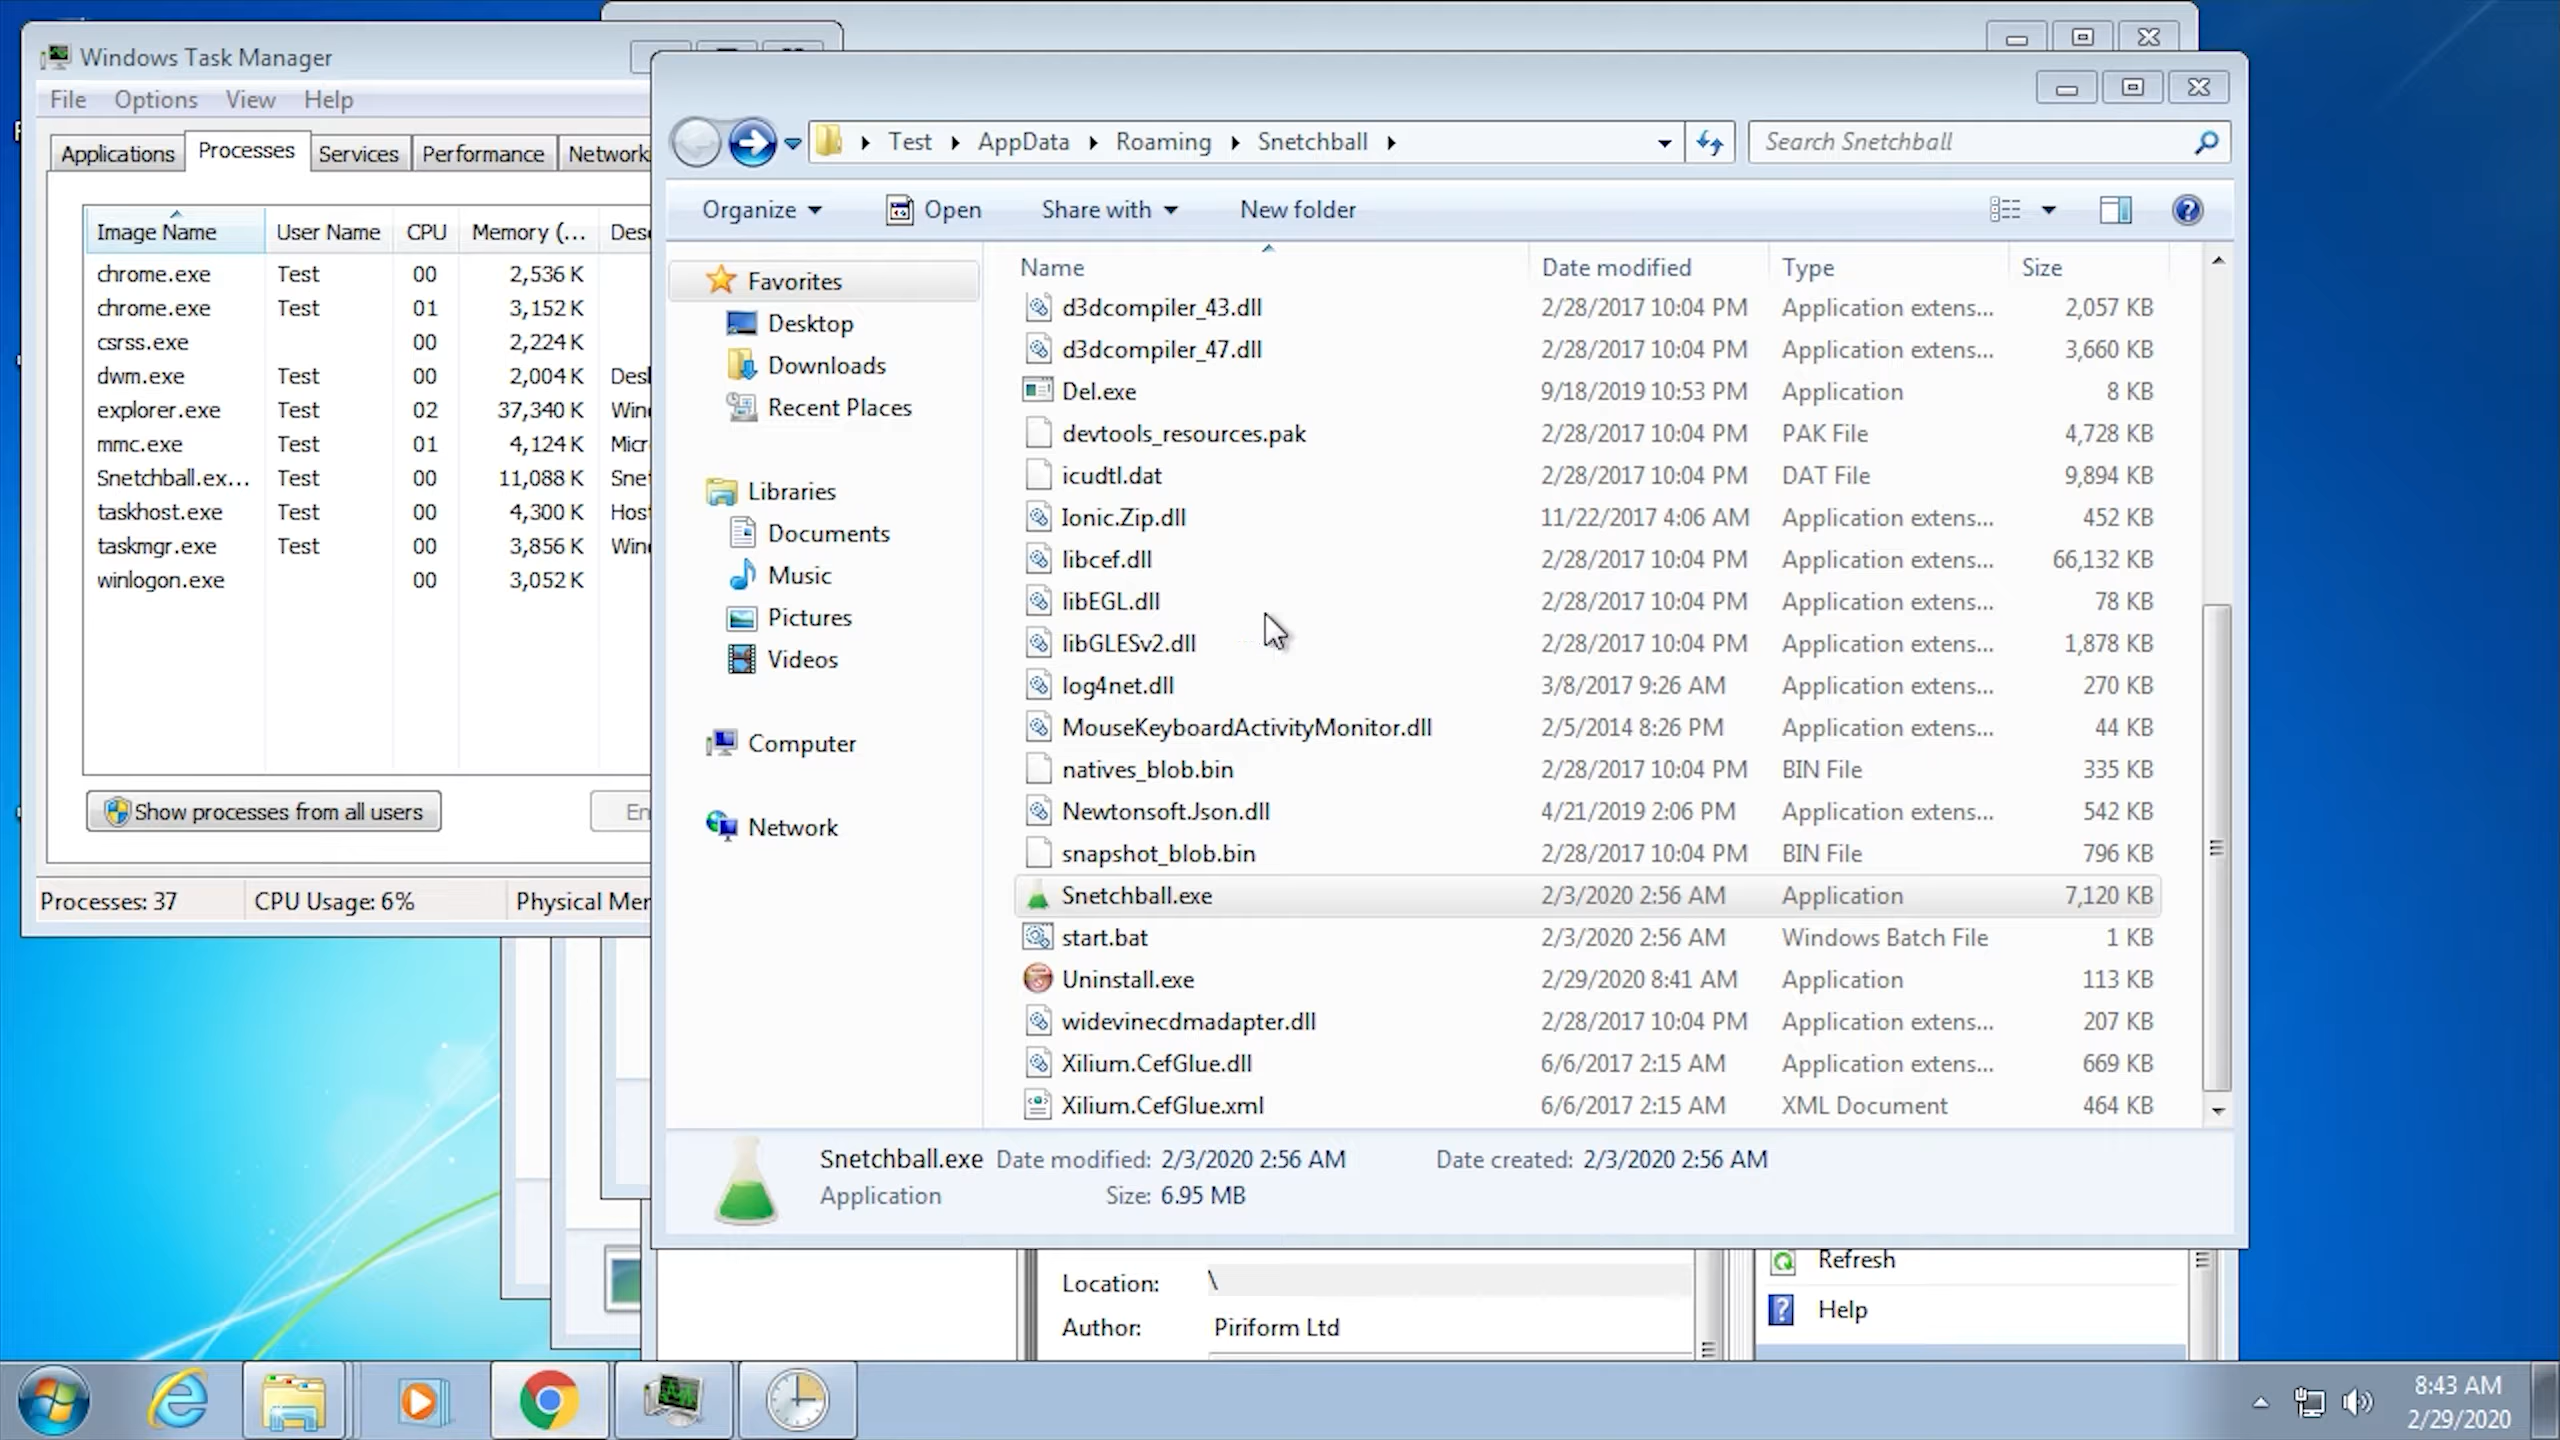 Windows Task Manager
File Options View Help
Applications Processes Services Performance Network
Image Name User Name CPU Memory (...
chrome.exe Test 00 2,536 K
chrome.exe Test 01 3,152 K
csrss.exe 00 2,224 K
dwm.exe Test 00 2,004 K
explorer.exe Test 02 37,340 K
mmc.exe Test 01 4,124 K
Snetchball.ex... Test 00 11,088 K
taskhost.exe Test 00 4,300 K
taskmgr.exe Test 00 3,856 K
winlogon.exe 00 3,052 K
Show processes from all users
Processes: 37 CPU Usage: 6% Physical
Test AppData Roaming Snetchball
Search Snetchball
Organize Open Share with New folder
Favorites
Desktop
Downloads
Recent Places
Libraries
Documents
Music
Pictures
Videos
Computer
Network
Name Date modified Type Size
d3dcompiler_43.dll 2/28/2017 10:04 PM Application extens... 2,057 KB
d3dcompiler_47.dll 2/28/2017 10:04 PM Application extens... 3,660 KB
Del.exe 9/18/2019 10:53 PM Application 8 KB
devtools_resources.pak 2/28/2017 10:04 PM PAK File 4,728 KB
icudtl.dat 2/28/2017 10:04 PM DAT File 9,894 KB
Ionic.Zip.dll 11/22/2017 4:06 AM Application extens... 452 KB
libcef.dll 2/28/2017 10:04 PM Application extens... 66,132 KB
libEGL.dll 2/28/2017 10:04 PM Application extens... 78 KB
libGLESv2.dll 2/28/2017 10:04 PM Application extens... 1,878 KB
log4net.dll 3/8/2017 9:26 AM Application extens... 270 KB
MouseKeyboardActivityMonitor.dll 2/5/2014 8:26 PM Application extens... 44 KB
natives_blob.bin 2/28/2017 10:04 PM BIN File 335 KB
Newtonsoft.Json.dll 4/21/2019 2:06 PM Application extens... 542 KB
snapshot_blob.bin 2/28/2017 10:04 PM BIN File 796 KB
Snetchball.exe 2/3/2020 2:56 AM Application 7,120 KB
start.bat 2/3/2020 2:56 AM Windows Batch File 1 KB
Uninstall.exe 2/29/2020 8:41 AM Application 113 KB
widevinecdmadapter.dll 2/28/2017 10:04 PM Application extens... 207 KB
Xilium.CefGlue.dll 6/6/2017 2:15 AM Application extens... 669 KB
Xilium.CefGlue.xml 6/6/2017 2:15 AM XML Document 464 KB
Snetchball.exe Date modified: 2/3/2020 2:56 AM Date created: 2/3/2020 2:56 AM
Application Size: 6.95 MB
Location: \
Author: Piriform Ltd
Refresh
Help
8:43 AM
2/29/2020